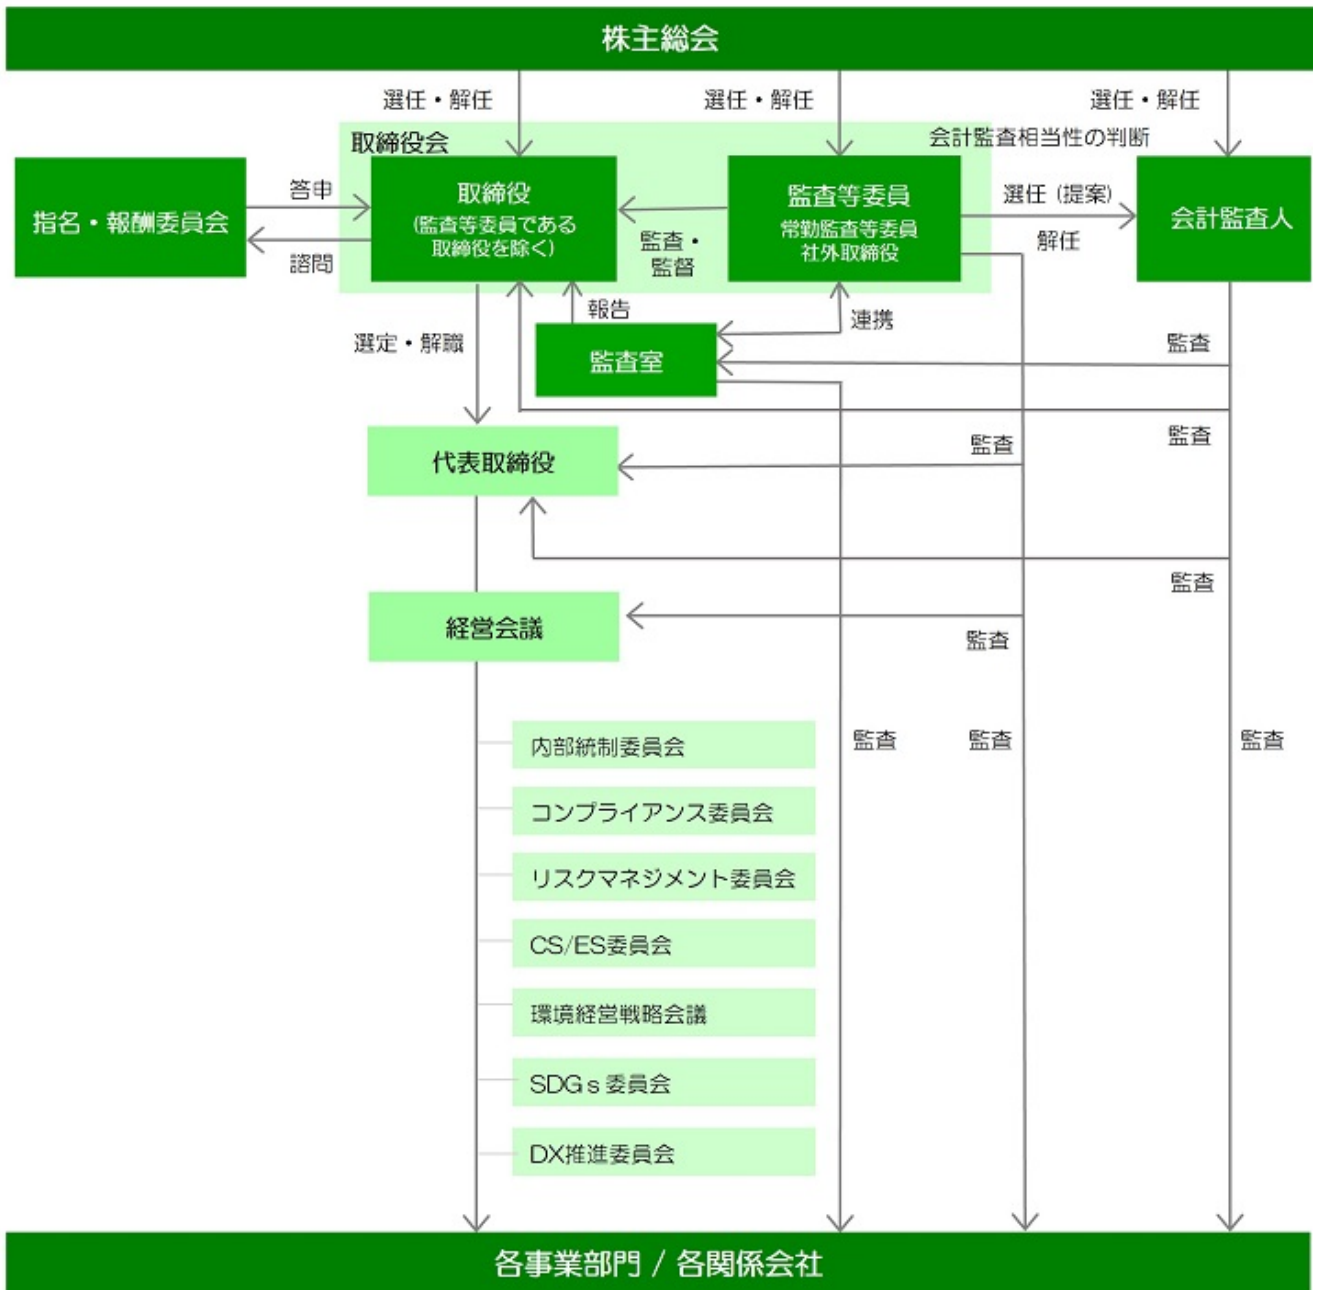 株主総会
選任・解任
選任・解任
選任・解任
取締役会
会計監査相当性の判断
指名・報酬委員会
答申
諮問
取締役
(監査等委員である
取締役を除く)
監査・
監督
監査等委員
常勤監査等委員
社外取締役
選任 (提案)
解任
会計監査人
報告
連携
選定・解職
監査室
監査
監査
監査
代表取締役
監査
経営会議
監査
内部統制委員会
監査
監査
監査
コンプライアンス委員会
リスクマネジメント委員会
CS/ES委員会
環境経営戦略会議
SDGs委員会
DX推進委員会
各事業部門 / 各関係会社